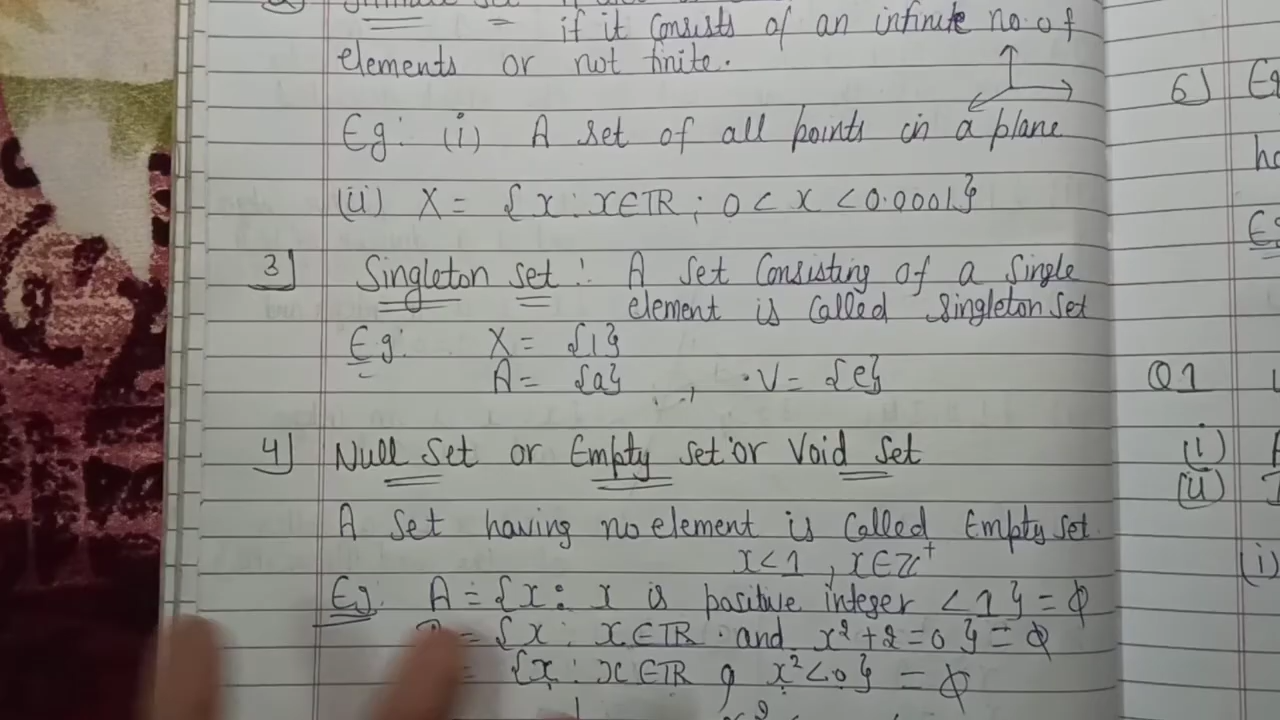 if it Consists of an infinite no. of
elements or not finite.
Eg: (i) A set of all points in a plane
(ii) X = {x : x∈ℝ ; 0 < x < 0.0001}
3] Singleton set :- A set Consisting of a Single
element is Called Singleton Set
Eg: X = {1}
A = {a} , V = {e}
4] Null Set or Empty set or Void Set
A Set having no element is Called Empty set.
x<1 , x∈ℤ⁺
Eg. A = {x : x is positive integer < 1} = ϕ
= {x : x∈ℝ and x²+2=0} = ϕ
= {x : x∈ℝ , x²<0} = ϕ
6]
Q1
(i)
(ii)
(i)